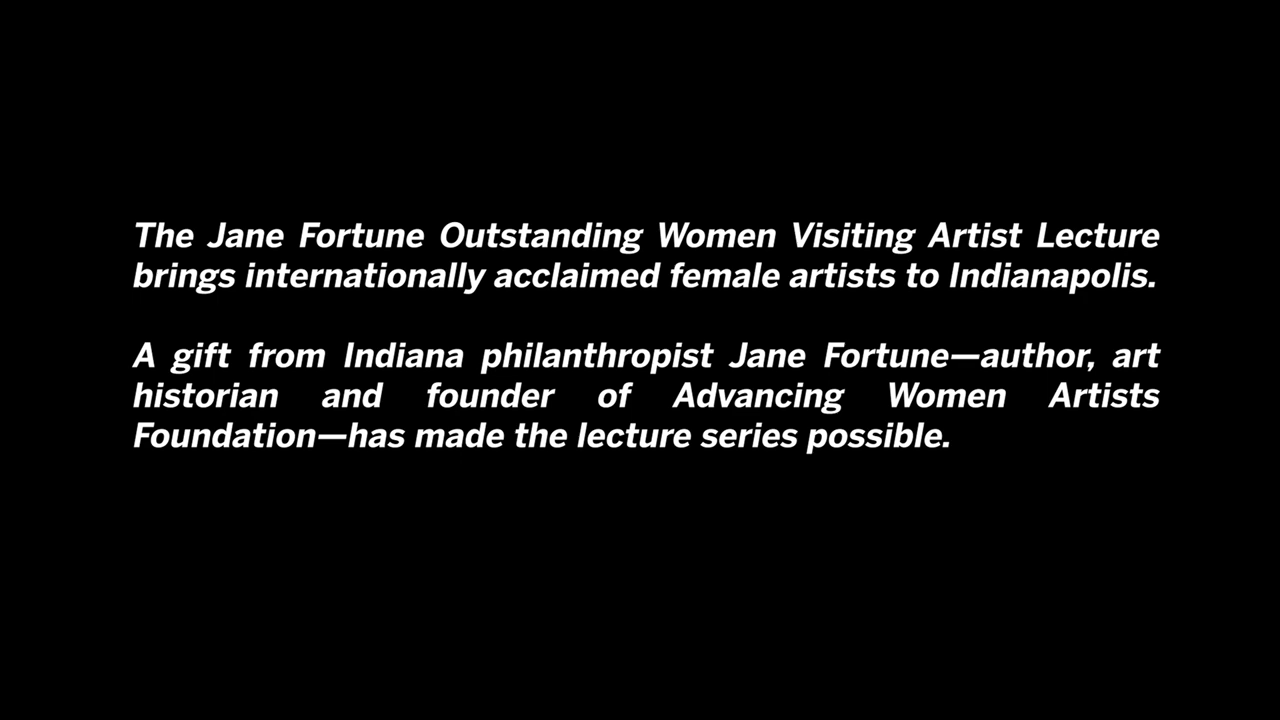 The Jane Fortune Outstanding Women Visiting Artist Lecture
brings internationally acclaimed female artists to Indianapolis.
A gift from Indiana philanthropist Jane Fortune—author, art
historian and founder of Advancing Women Artists
Foundation—has made the lecture series possible.